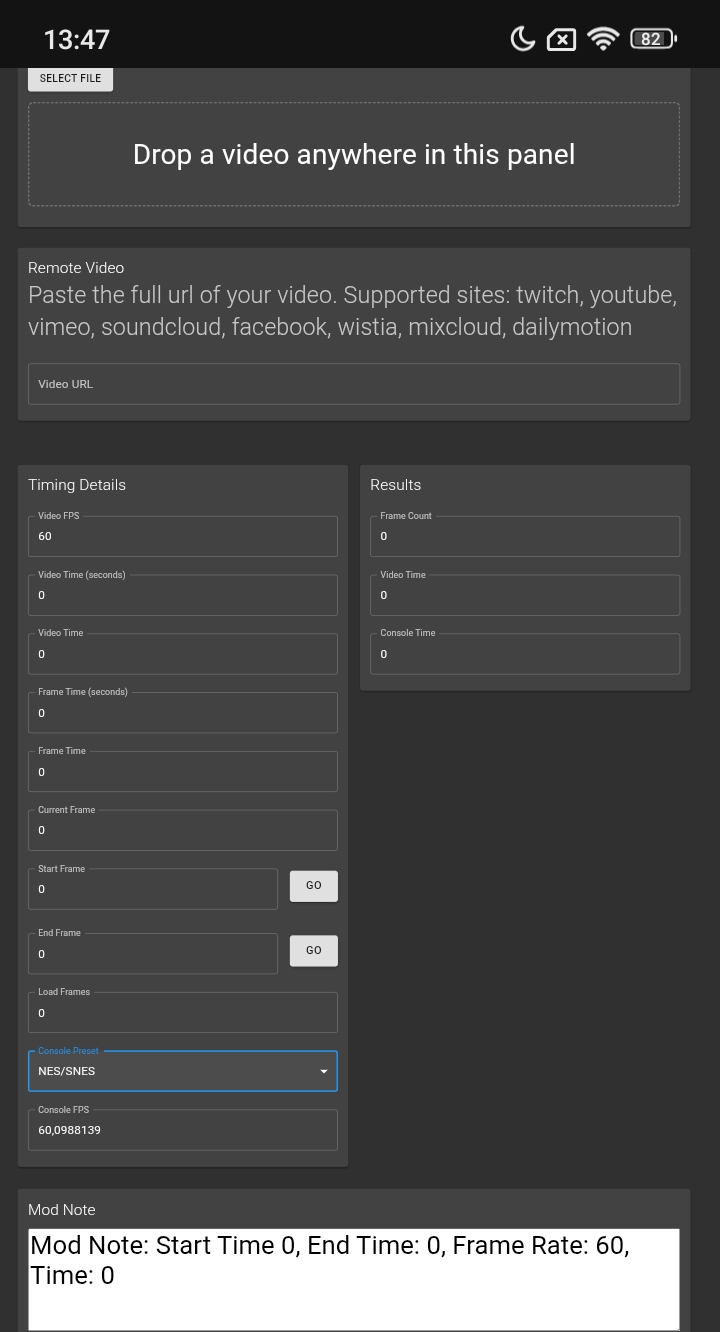 13:47
82
SELECT FILE
Drop a video anywhere in this panel
Remote Video
Paste the full url of your video. Supported sites: twitch, youtube,
vimeo, soundcloud, facebook, wistia, mixcloud, dailymotion
Video URL
Timing Details
Video FPS
60
Video Time (seconds)
0
Video Time
0
Frame Time (seconds)
0
Frame Time
0
Current Frame
0
Start Frame
0
GO
End Frame
0
GO
Load Frames
0
Console Preset
NES/SNES
Console FPS
60,0988139
Results
Frame Count
0
Video Time
0
Console Time
0
Mod Note
Mod Note: Start Time 0, End Time: 0, Frame Rate: 60,
Time: 0